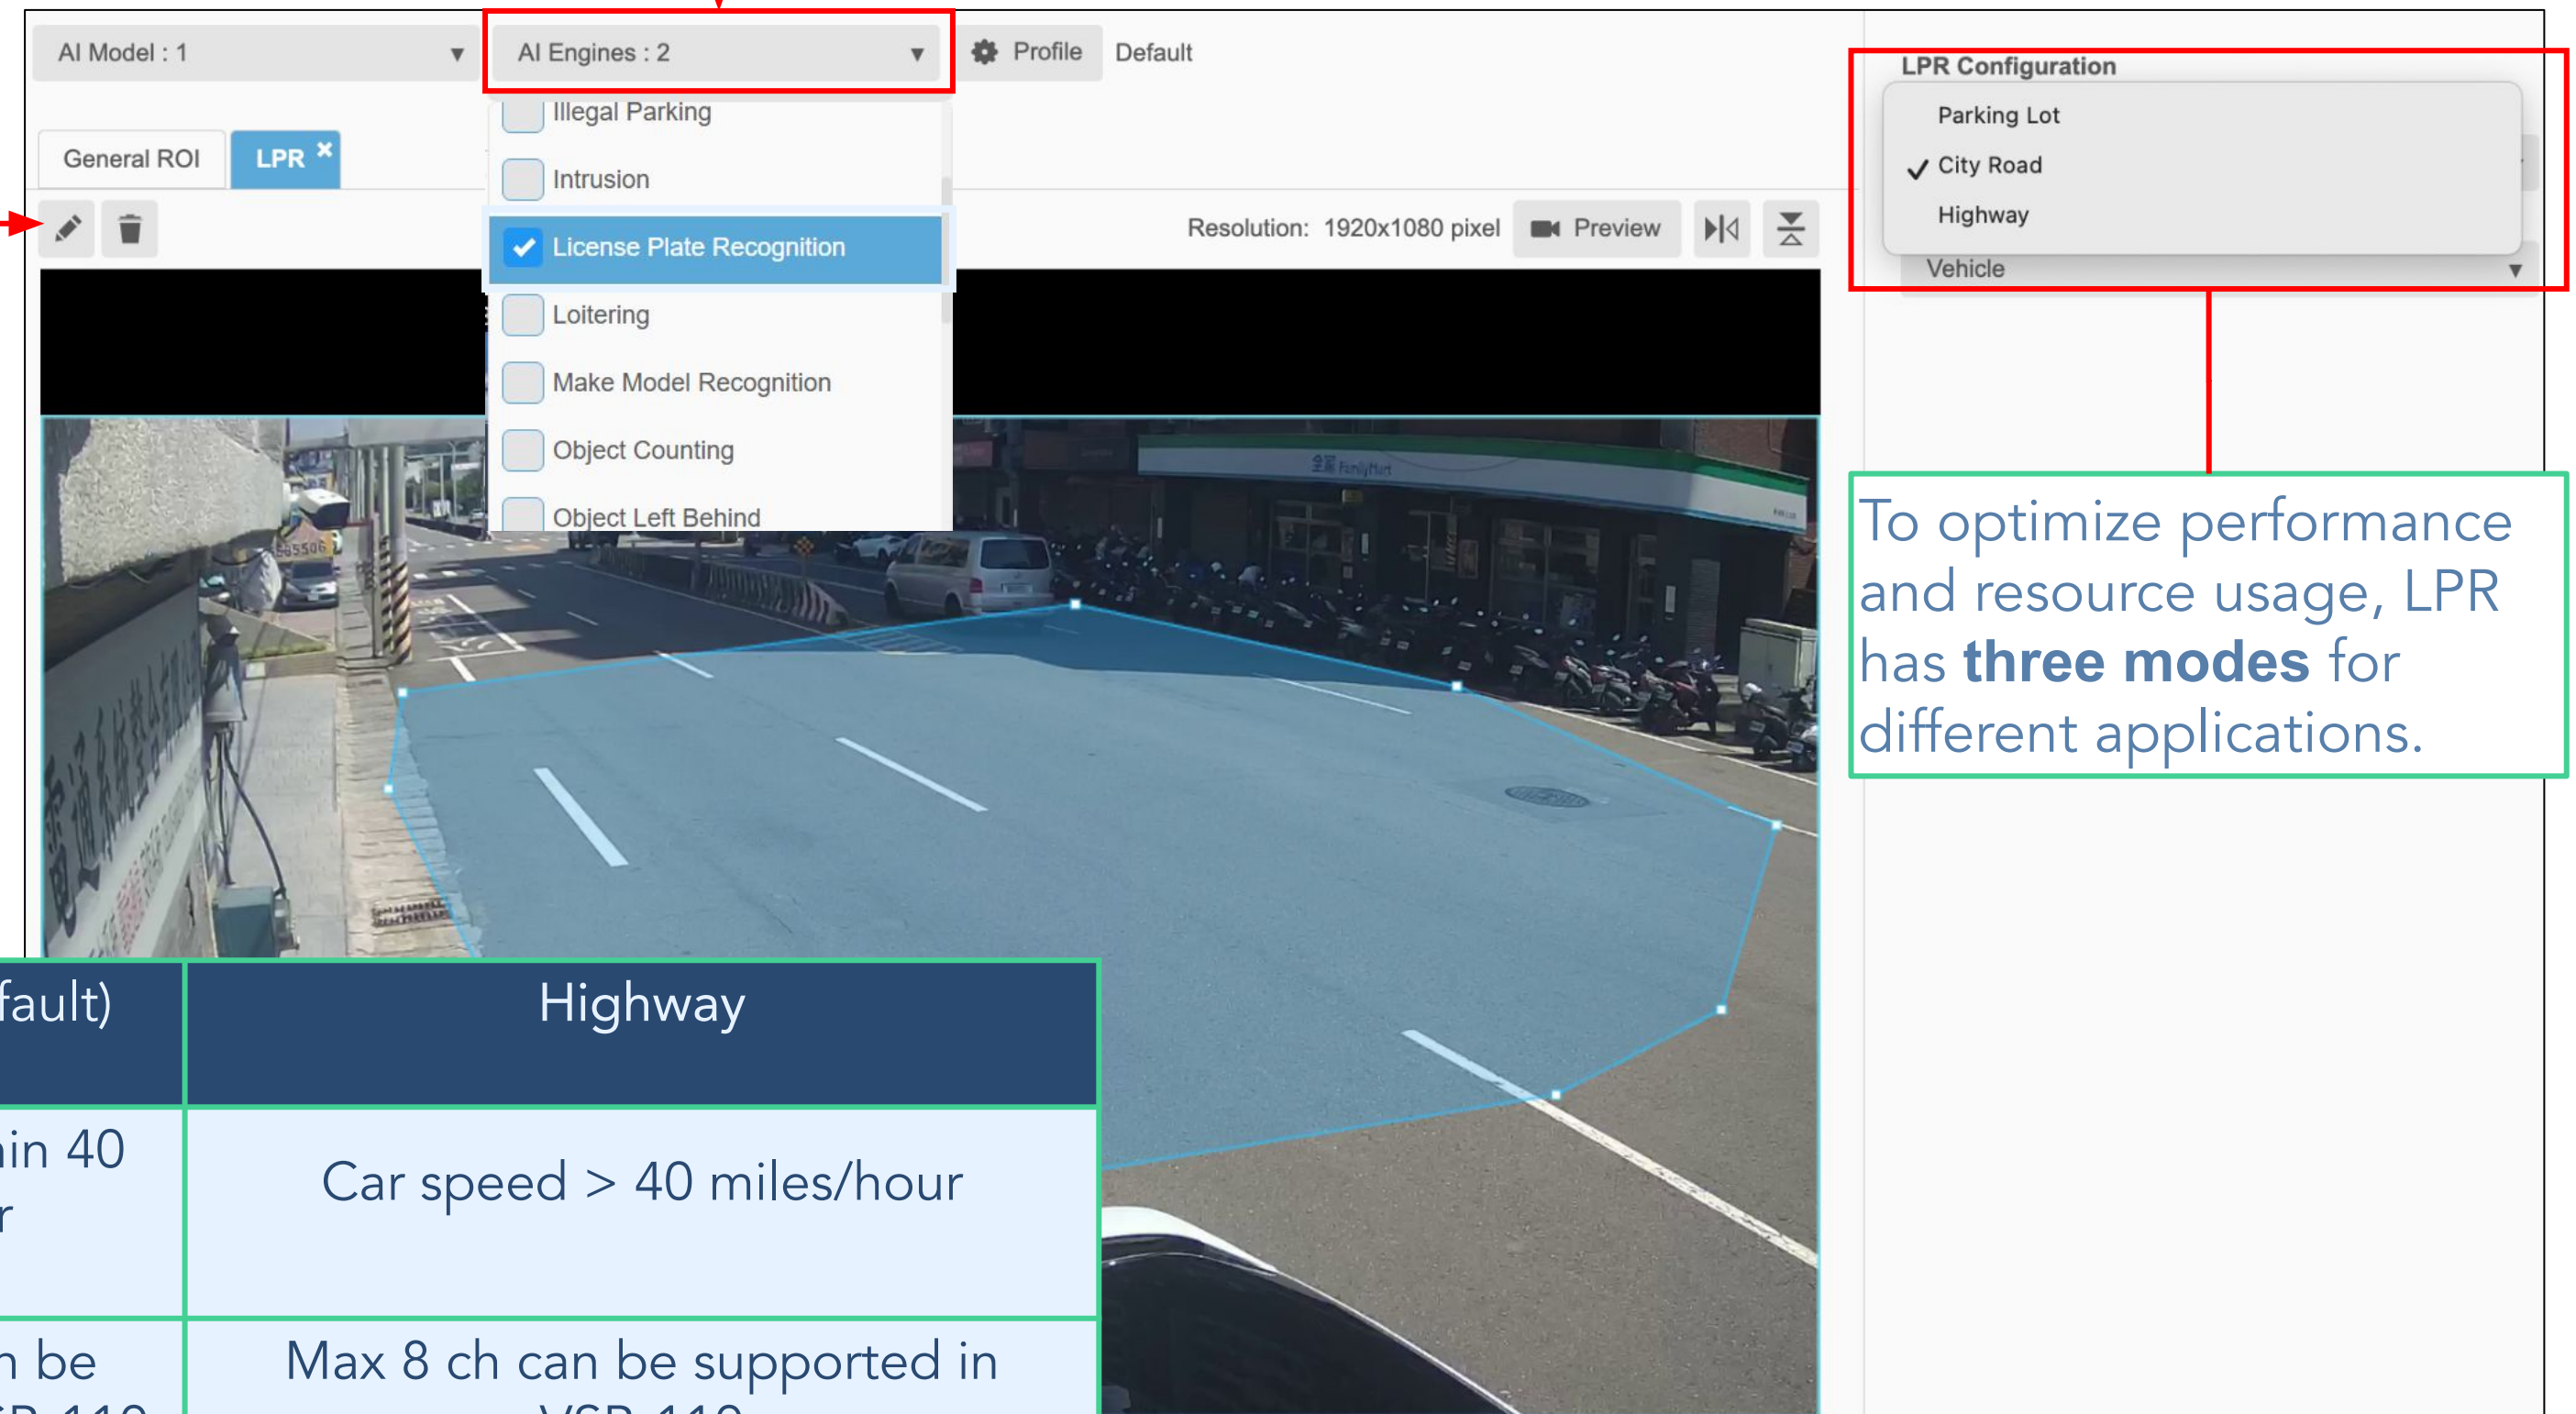 AI Model : 1
AI Engines : 2
Profile
Default
LPR Configuration
Parking Lot
City Road
Highway
Vehicle
Illegal Parking
Intrusion
License Plate Recognition
Loitering
Make Model Recognition
Object Counting
Object Left Behind
General ROI
LPR
Resolution: 1920x1080 pixel
Preview
全家 FamilyMart
To optimize performance
and resource usage, LPR
has three modes for
different applications.
Highway
40
Car speed > 40 miles/hour
be
Max 8 ch can be supported in